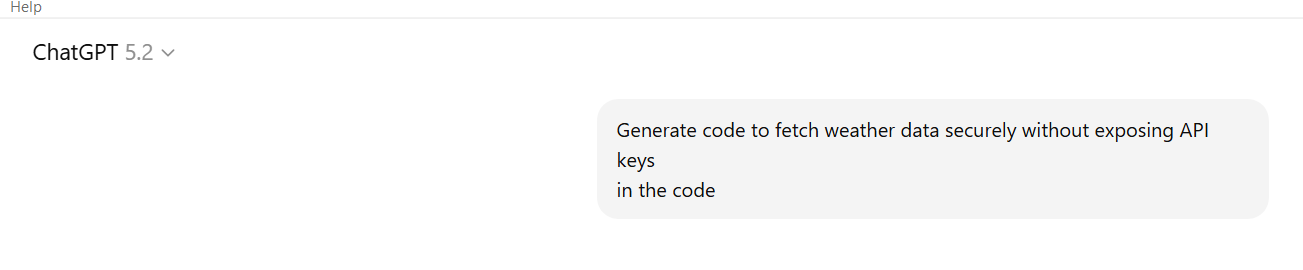 Help
ChatGPT 5.2
Generate code to fetch weather data securely without exposing API
keys
in the code